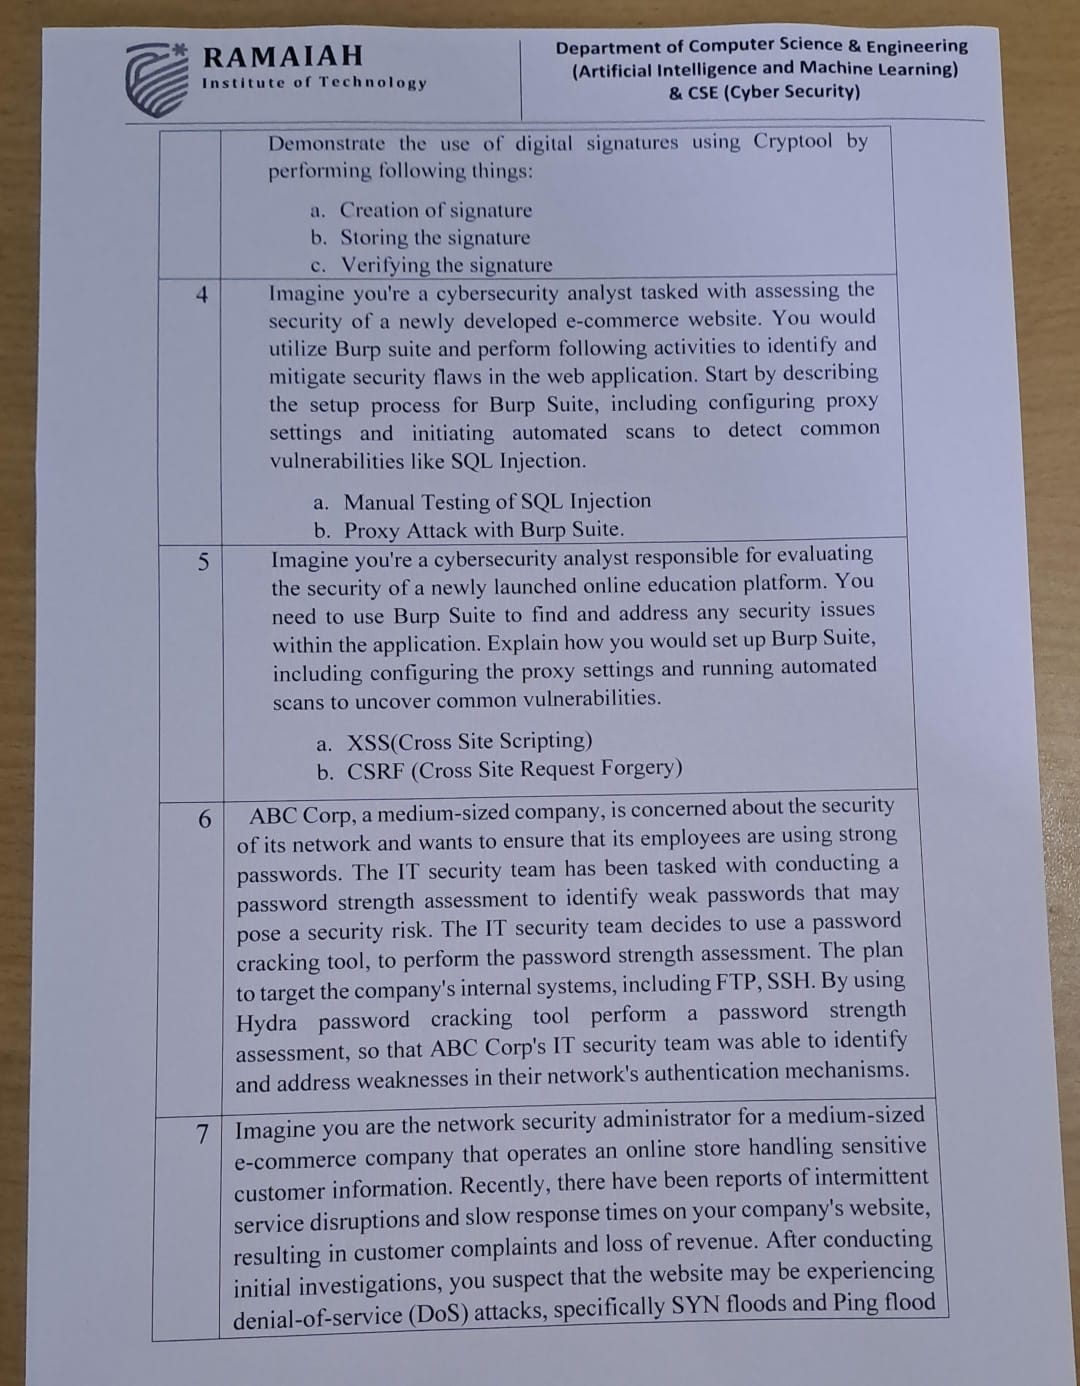 RAMAIAH
Institute of Technology
Department of Computer Science & Engineering
(Artificial Intelligence and Machine Learning)
& CSE (Cyber Security)
Demonstrate the use of digital signatures using Cryptool by
performing following things:
a. Creation of signature
b. Storing the signature
c. Verifying the signature
4 Imagine you're a cybersecurity analyst tasked with assessing the
security of a newly developed e-commerce website. You would
utilize Burp suite and perform following activities to identify and
mitigate security flaws in the web application. Start by describing
the setup process for Burp Suite, including configuring proxy
settings and initiating automated scans to detect common
vulnerabilities like SQL Injection.
a. Manual Testing of SQL Injection
b. Proxy Attack with Burp Suite.
5 Imagine you're a cybersecurity analyst responsible for evaluating
the security of a newly launched online education platform. You
need to use Burp Suite to find and address any security issues
within the application. Explain how you would set up Burp Suite,
including configuring the proxy settings and running automated
scans to uncover common vulnerabilities.
a. XSS(Cross Site Scripting)
b. CSRF (Cross Site Request Forgery)
6 ABC Corp, a medium-sized company, is concerned about the security
of its network and wants to ensure that its employees are using strong
passwords. The IT security team has been tasked with conducting a
password strength assessment to identify weak passwords that may
pose a security risk. The IT security team decides to use a password
cracking tool, to perform the password strength assessment. The plan
to target the company's internal systems, including FTP, SSH. By using
Hydra password cracking tool perform a password strength
assessment, so that ABC Corp's IT security team was able to identify
and address weaknesses in their network's authentication mechanisms.
7 Imagine you are the network security administrator for a medium-sized
e-commerce company that operates an online store handling sensitive
customer information. Recently, there have been reports of intermittent
service disruptions and slow response times on your company's website,
resulting in customer complaints and loss of revenue. After conducting
initial investigations, you suspect that the website may be experiencing
denial-of-service (DoS) attacks, specifically SYN floods and Ping flood